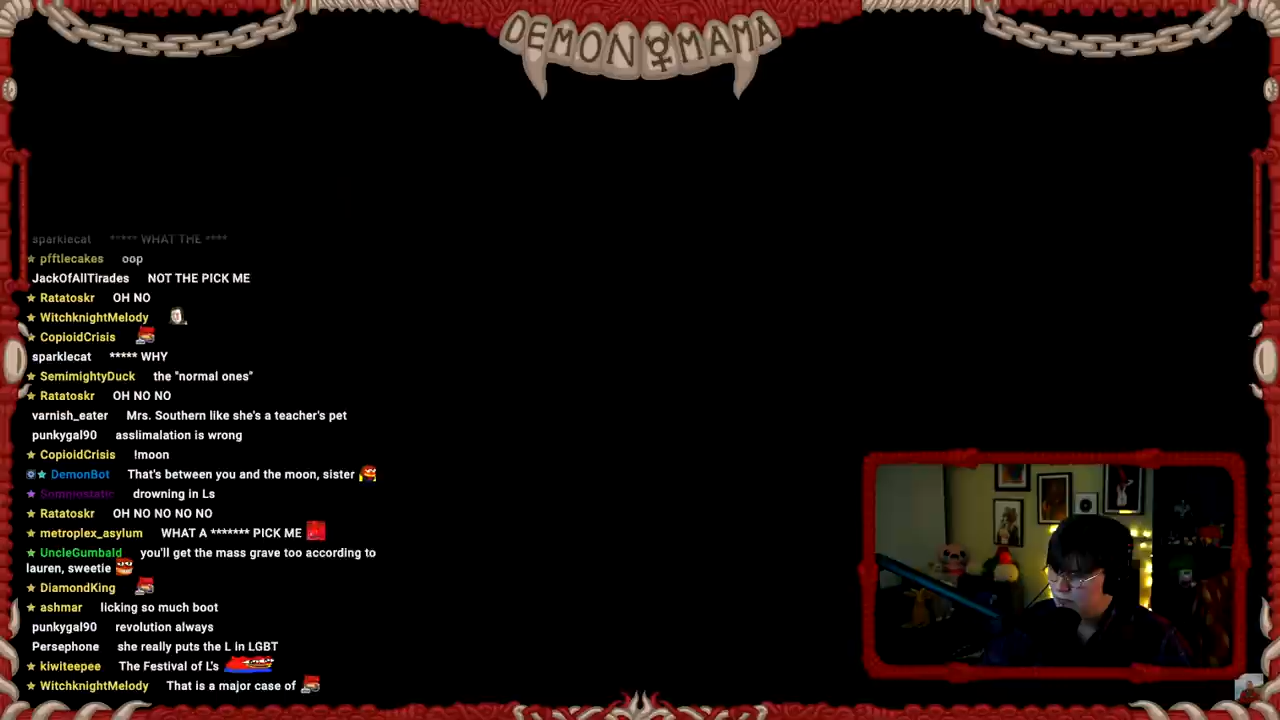 DEMON♀MAMA
sparklecat ***** WHAT THE ****
pfftlecakes oop
JackOfAllTirades NOT THE PICK ME
Ratatoskr OH NO
WitchknightMelody
CopioidCrisis
sparklecat ***** WHY
SemimightyDuck the "normal ones"
Ratatoskr OH NO NO
varnish_eater Mrs. Southern like she's a teacher's pet
punkygal90 asslimalation is wrong
CopioidCrisis !moon
DemonBot That's between you and the moon, sister
Somniostatic drowning in Ls
Ratatoskr OH NO NO NO NO
metroplex_asylum WHAT A ******* PICK ME
UncleGumbald you'll get the mass grave too according to
lauren, sweetie
DiamondKing
ashmar licking so much boot
punkygal90 revolution always
Persephone she really puts the L in LGBT
kiwiteepee The Festival of L's
WitchknightMelody That is a major case of